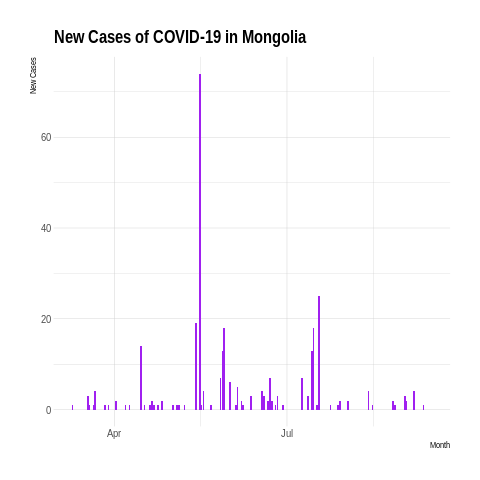 New Cases of COVID-19 in Mongolia
New Cases
60
40
20
0
Apr
Jul
Month